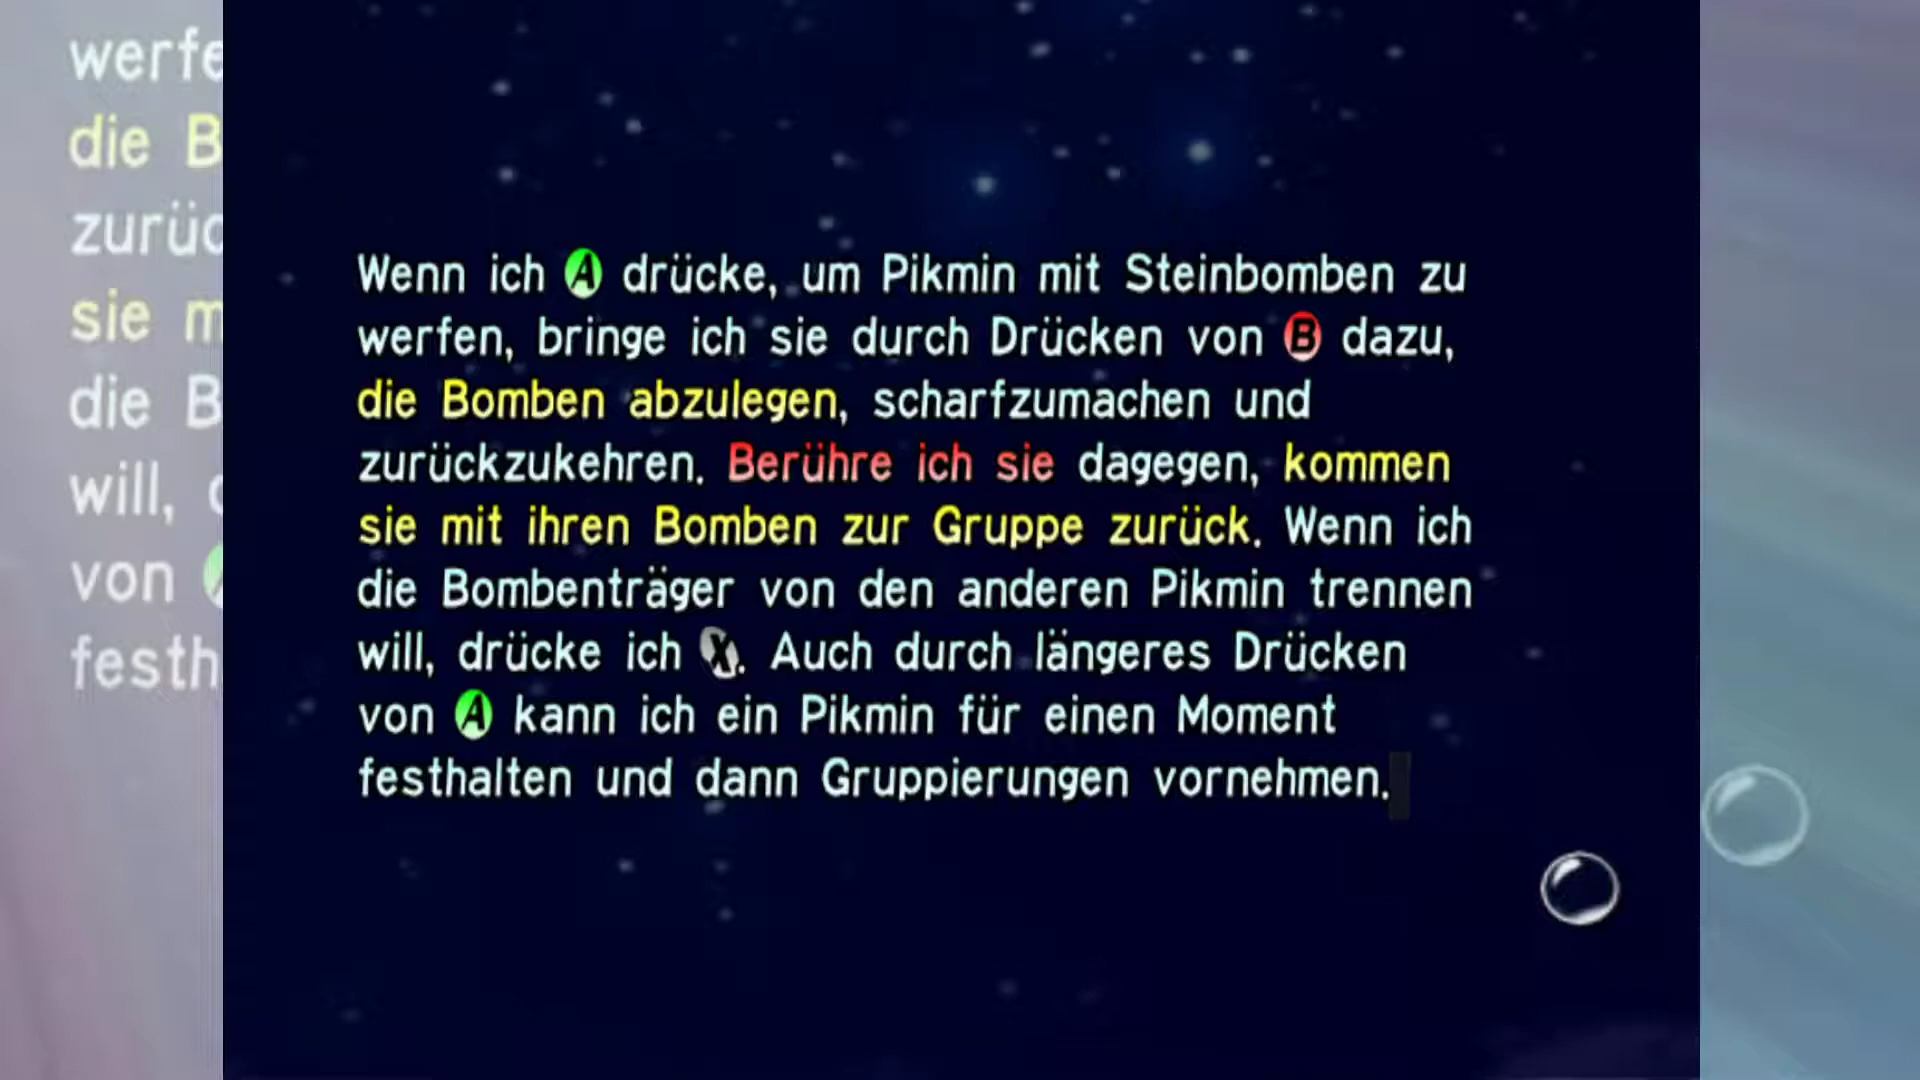 Wenn ich A drücke, um Pikmin mit Steinbomben zu
werfen, bringe ich sie durch Drücken von B dazu,
die Bomben abzulegen, scharfzumachen und
zurückzukehren. Berühre ich sie dagegen, kommen
sie mit ihren Bomben zur Gruppe zurück. Wenn ich
die Bombenträger von den anderen Pikmin trennen
will, drücke ich X. Auch durch längeres Drücken
von A kann ich ein Pikmin für einen Moment
festhalten und dann Gruppierungen vornehmen.